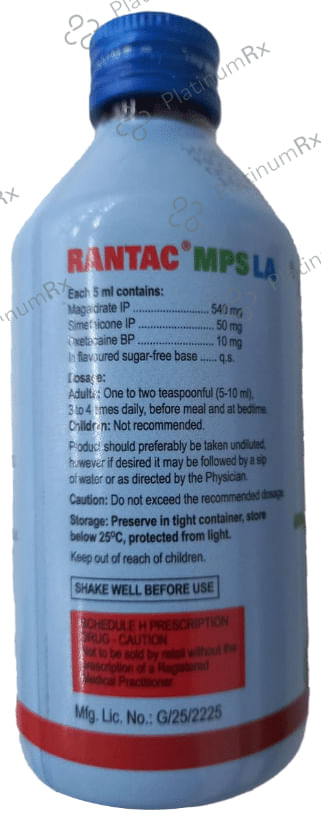 PlatinumRx
PlatinumRx
PlatinumRx
RANTAC® MPS LA
Each 5 ml contains:
Magaldrate IP ........................ 540 mg
Simethicone IP ....................... 50 mg
Oxetacaine BP ....................... 10 mg
In flavoured sugar-free base ...... q.s.
Dosage:
Adults: One to two teaspoonful (5-10 ml),
3 to 4 times daily, before meal and at bedtime.
Children: Not recommended.
Product should preferably be taken undiluted,
however if desired it may be followed by a sip
of water or as directed by the Physician.
Caution: Do not exceed the recommended dosage.
Storage: Preserve in tight container, store
below 25°C, protected from light.
Keep out of reach of children.
SHAKE WELL BEFORE USE
SCHEDULE H PRESCRIPTION
DRUG - CAUTION
Not to be sold by retail without the
prescription of a Registered
Medical Practitioner.
Mfg. Lic. No.: G/25/2225